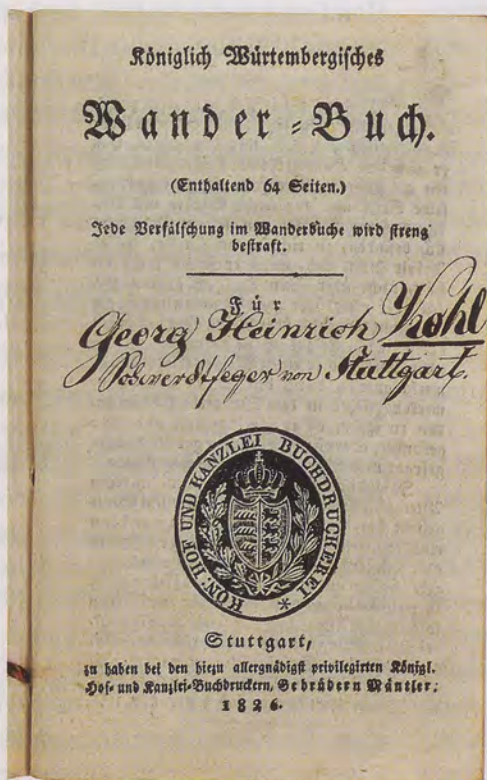 Königlich Würtembergisches
Wander-Buch.
(Enthaltend 64 Seiten.)
Jede Verfälschung im Wanderbuche wird streng
bestraft.
Für
Georg Heinrich Kohl
Schwerdtfeger von Stuttgart.
KÖN: HOF UND KANZLEI BUCHDRUCKEREI *
Stuttgart,
zu haben bei den hiezu allergnädigst privilegirten Königl.
Hof- und Kanzlei-Buchdruckern, Gebrüdern Mäntler;
1826.